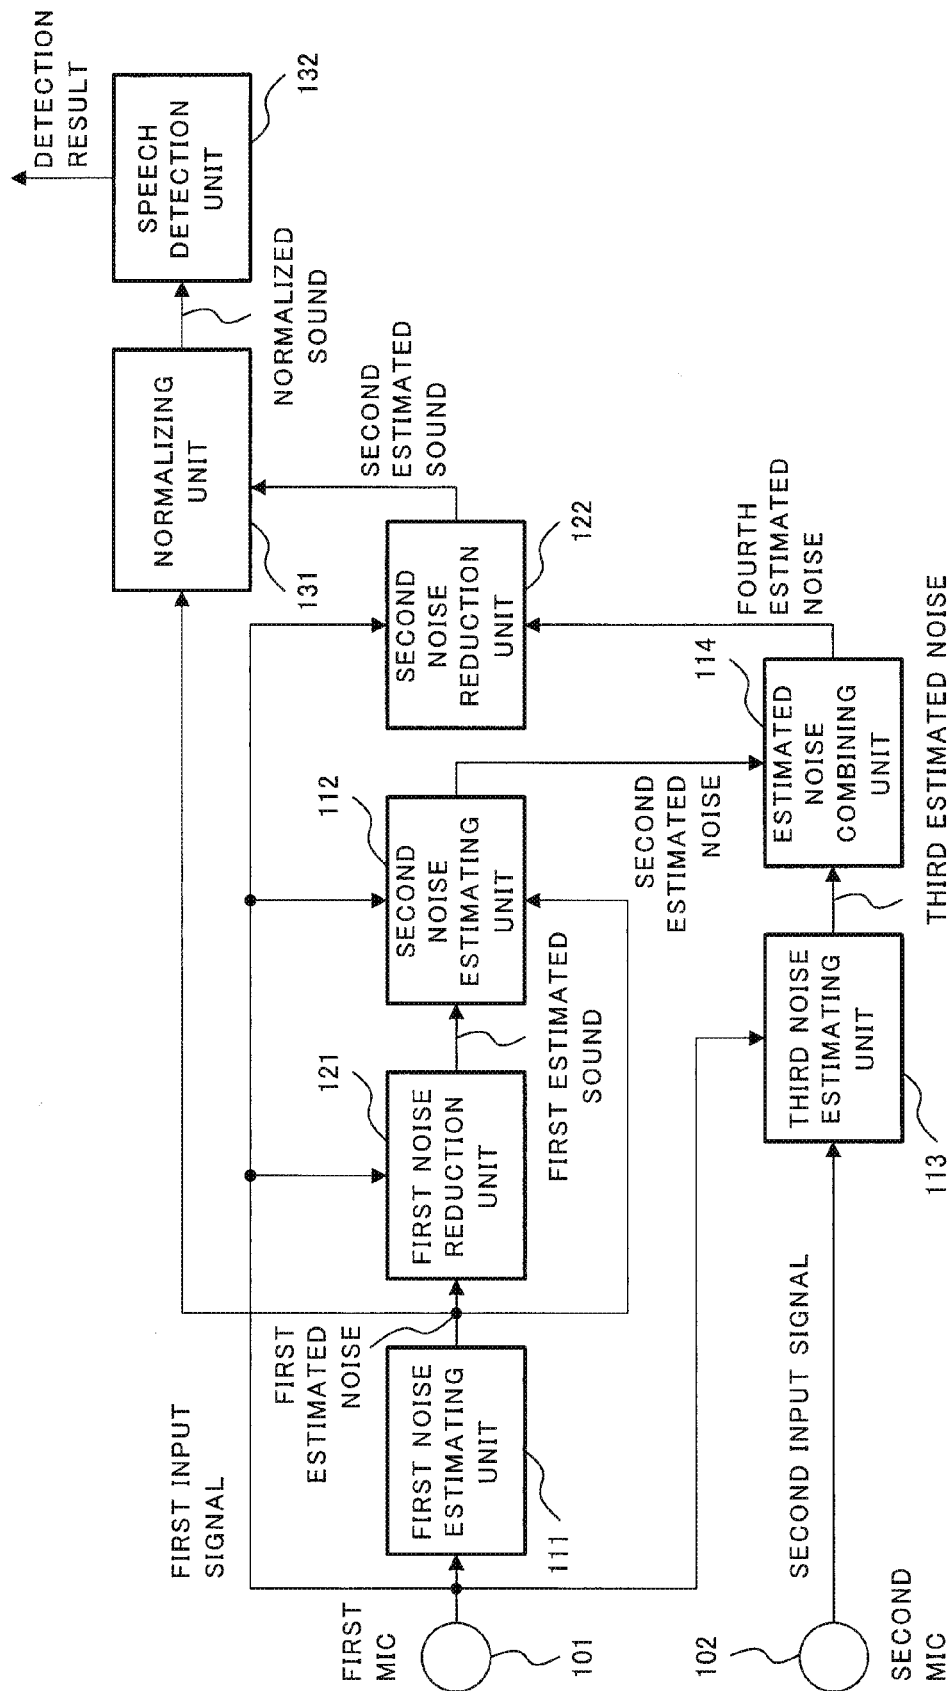 FIRST
MIC
101
FIRST INPUT
SIGNAL
FIRST NOISE
ESTIMATING
UNIT
111
FIRST
ESTIMATED
NOISE
FIRST NOISE
REDUCTION
UNIT
121
FIRST ESTIMATED
SOUND
SECOND
NOISE
ESTIMATING
UNIT
112
SECOND
ESTIMATED
NOISE
SECOND
NOISE
REDUCTION
UNIT
122
SECOND
ESTIMATED
SOUND
NORMALIZING
UNIT
131
NORMALIZED
SOUND
SPEECH
DETECTION
UNIT
132
DETECTION
RESULT
SECOND
MIC
102
SECOND INPUT SIGNAL
THIRD NOISE
ESTIMATING
UNIT
113
THIRD ESTIMATED NOISE
ESTIMATED
NOISE
COMBINING
UNIT
114
FOURTH
ESTIMATED
NOISE